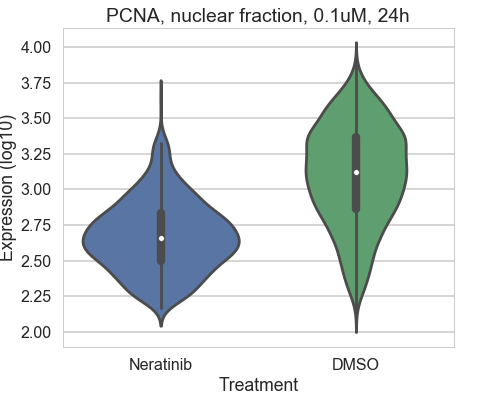 PCNA, nuclear fraction, 0.1uM, 24h
4.00
3.75
3.50
3.25
3.00
2.75
2.50
2.25
2.00
Expression (log10)
Neratinib DMSO
Treatment